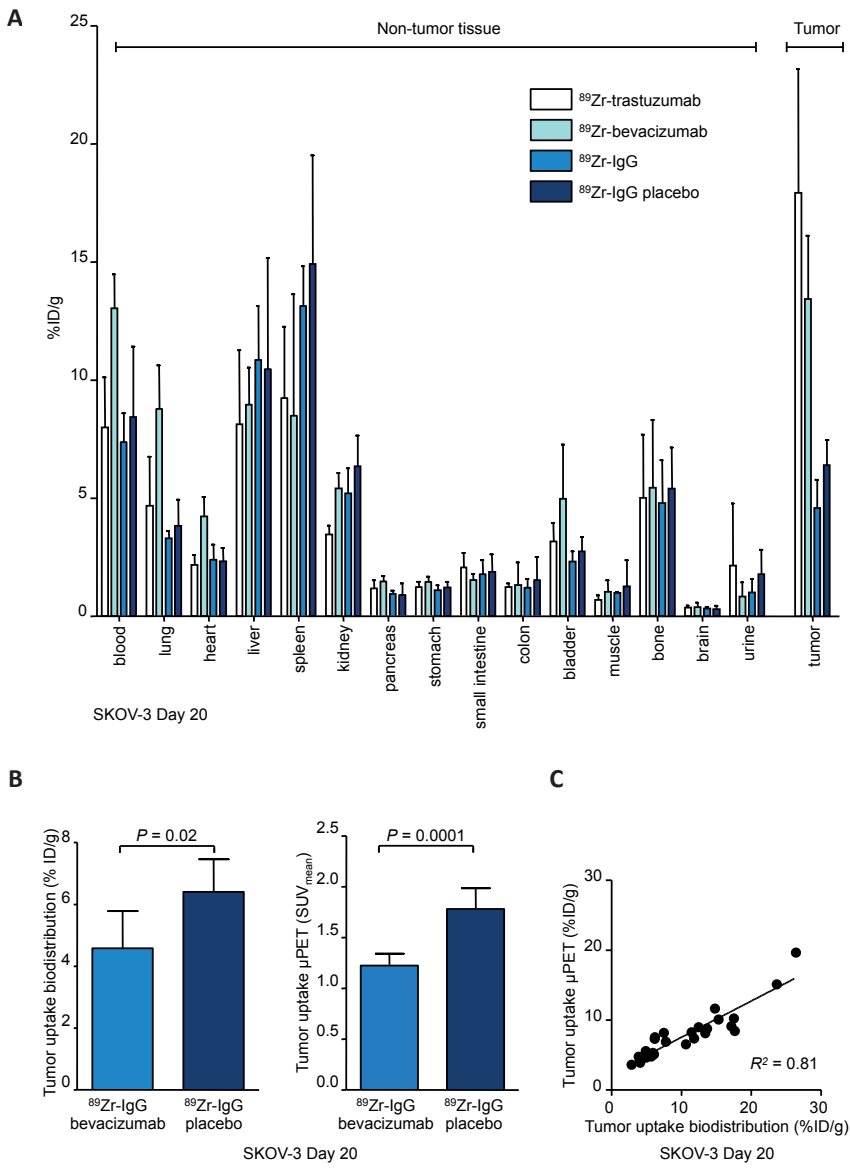 A
Non-tumor tissue
Tumor
25
20
15
10
5
0
%ID/g
⁸⁹Zr-trastuzumab
⁸⁹Zr-bevacizumab
⁸⁹Zr-IgG
⁸⁹Zr-IgG placebo
blood
lung
heart
liver
spleen
kidney
pancreas
stomach
small intestine
colon
bladder
muscle
bone
brain
urine
tumor
SKOV-3 Day 20
B
Tumor uptake biodistribution (% ID/g)
8
6
4
2
0
P = 0.02
⁸⁹Zr-IgG
bevacizumab
⁸⁹Zr-IgG
placebo
Tumor uptake µPET (SUVmean)
2.5
2.0
1.5
1.0
0.5
0.0
P = 0.0001
⁸⁹Zr-IgG
bevacizumab
⁸⁹Zr-IgG
placebo
SKOV-3 Day 20
C
Tumor uptake µPET (%ID/g)
30
20
10
0
R² = 0.81
0
10
20
30
Tumor uptake biodistribution (%ID/g)
SKOV-3 Day 20